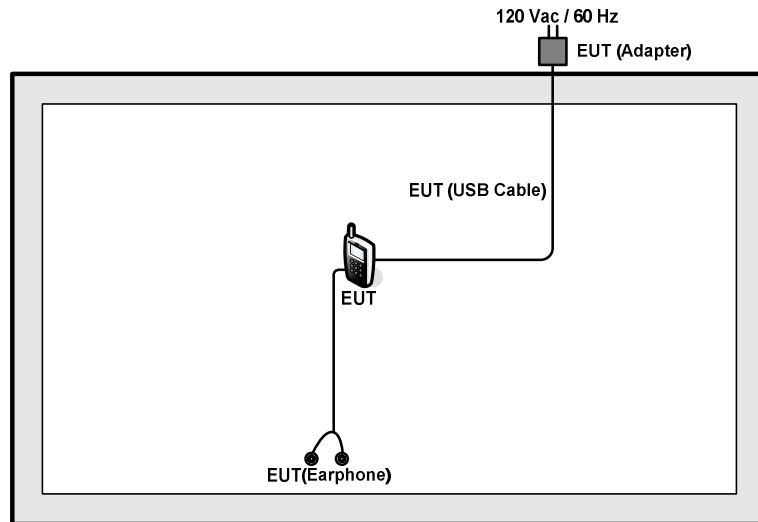 120 Vac / 60 Hz
EUT (Adapter)
EUT (USB Cable)
EUT
EUT(Earphone)